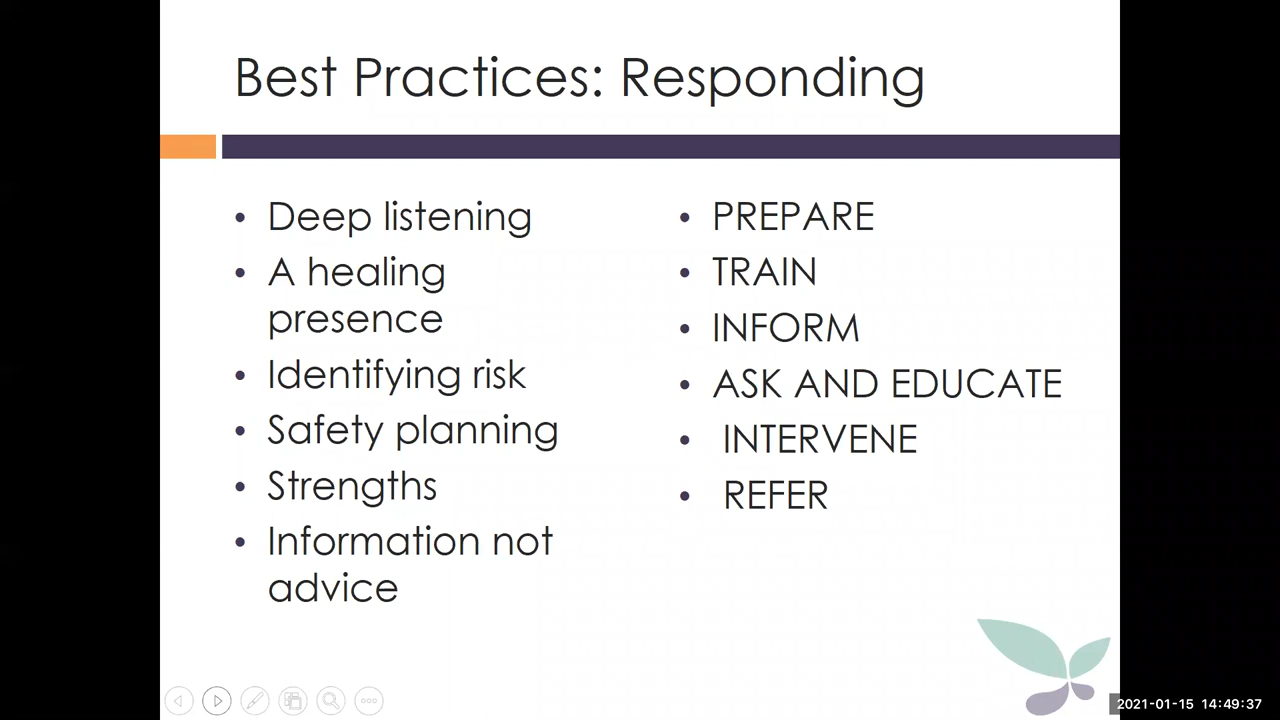 Best Practices: Responding
• Deep listening
• A healing
presence
• Identifying risk
• Safety planning
• Strengths
• Information not
advice
• PREPARE
• TRAIN
• INFORM
• ASK AND EDUCATE
• INTERVENE
• REFER
2021-01-15 14:49:37